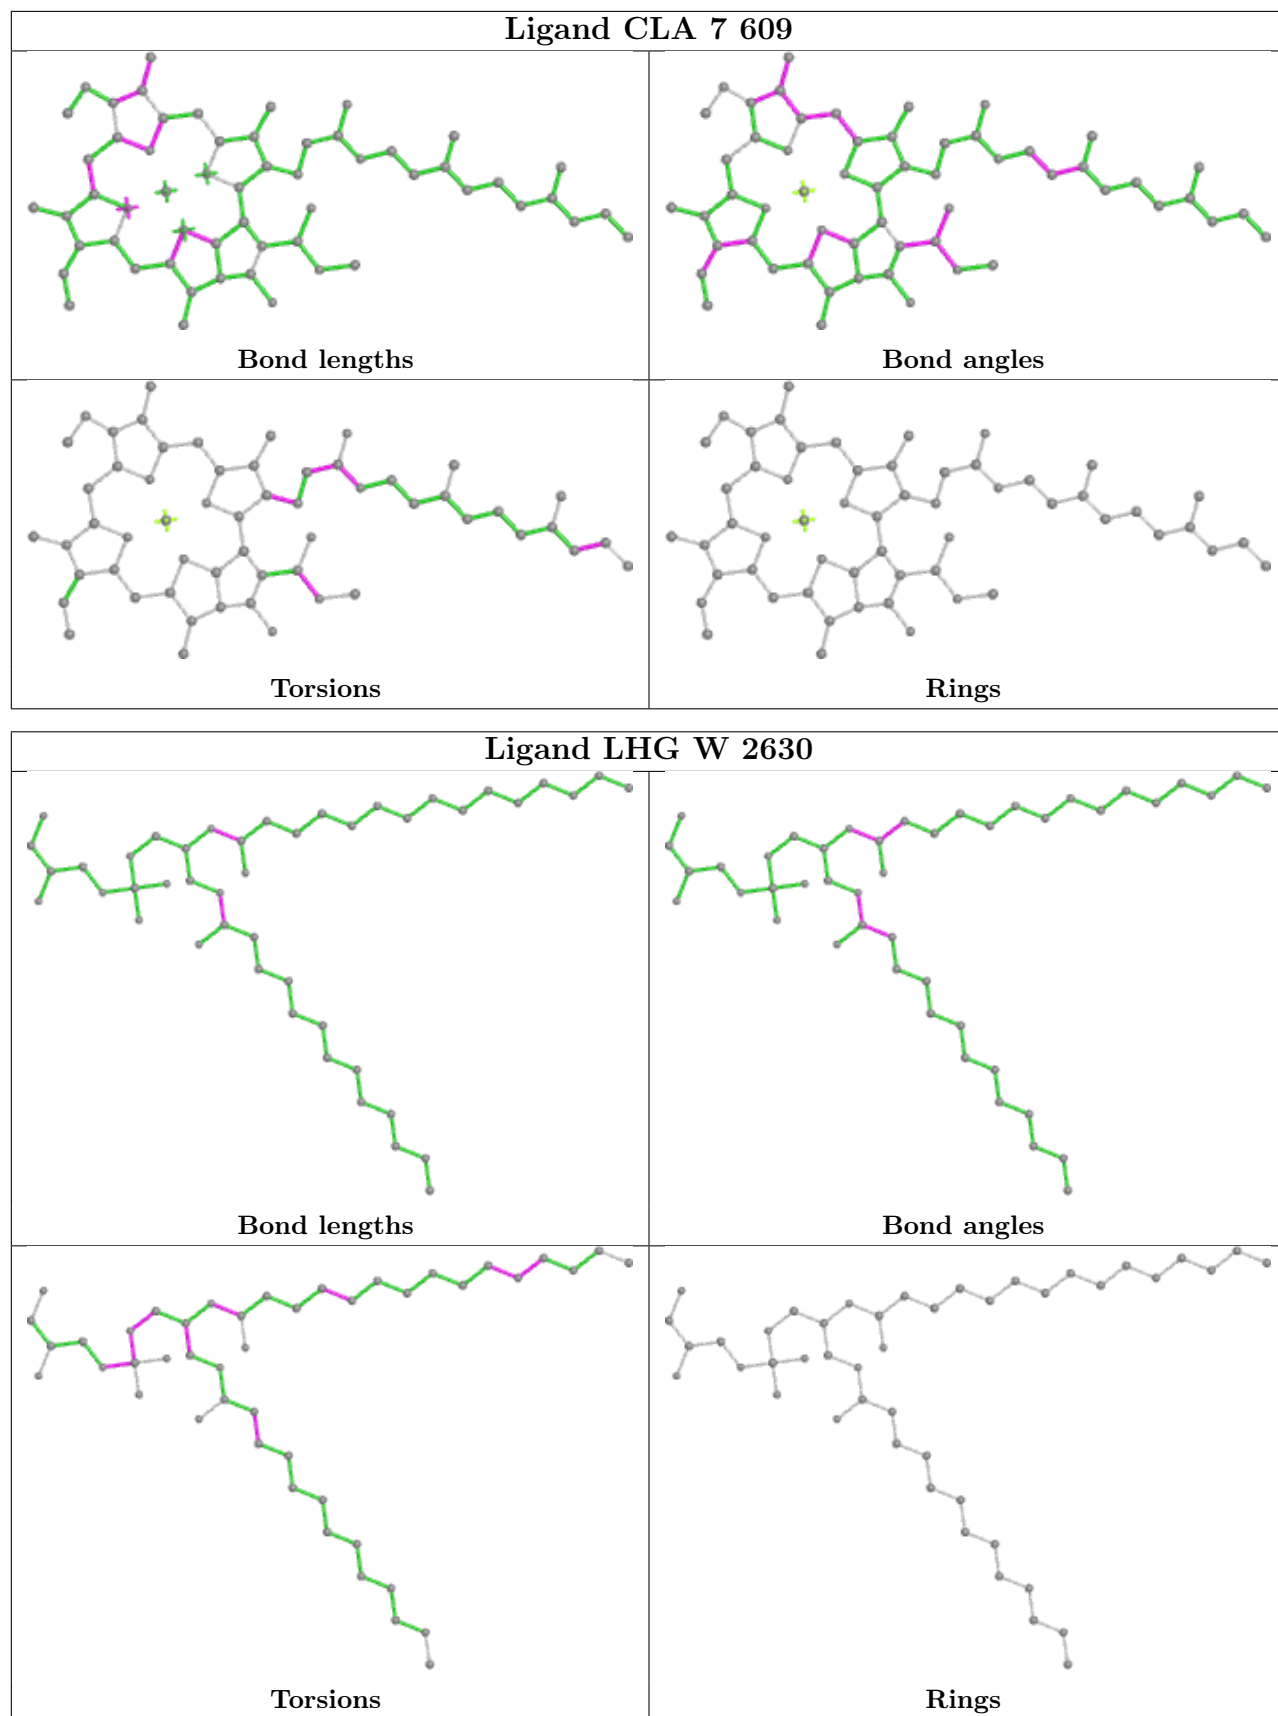 Ligand CLA 7 609
Bond lengths
Bond angles
Torsions
Rings
Ligand LHG W 2630
Bond lengths
Bond angles
Torsions
Rings